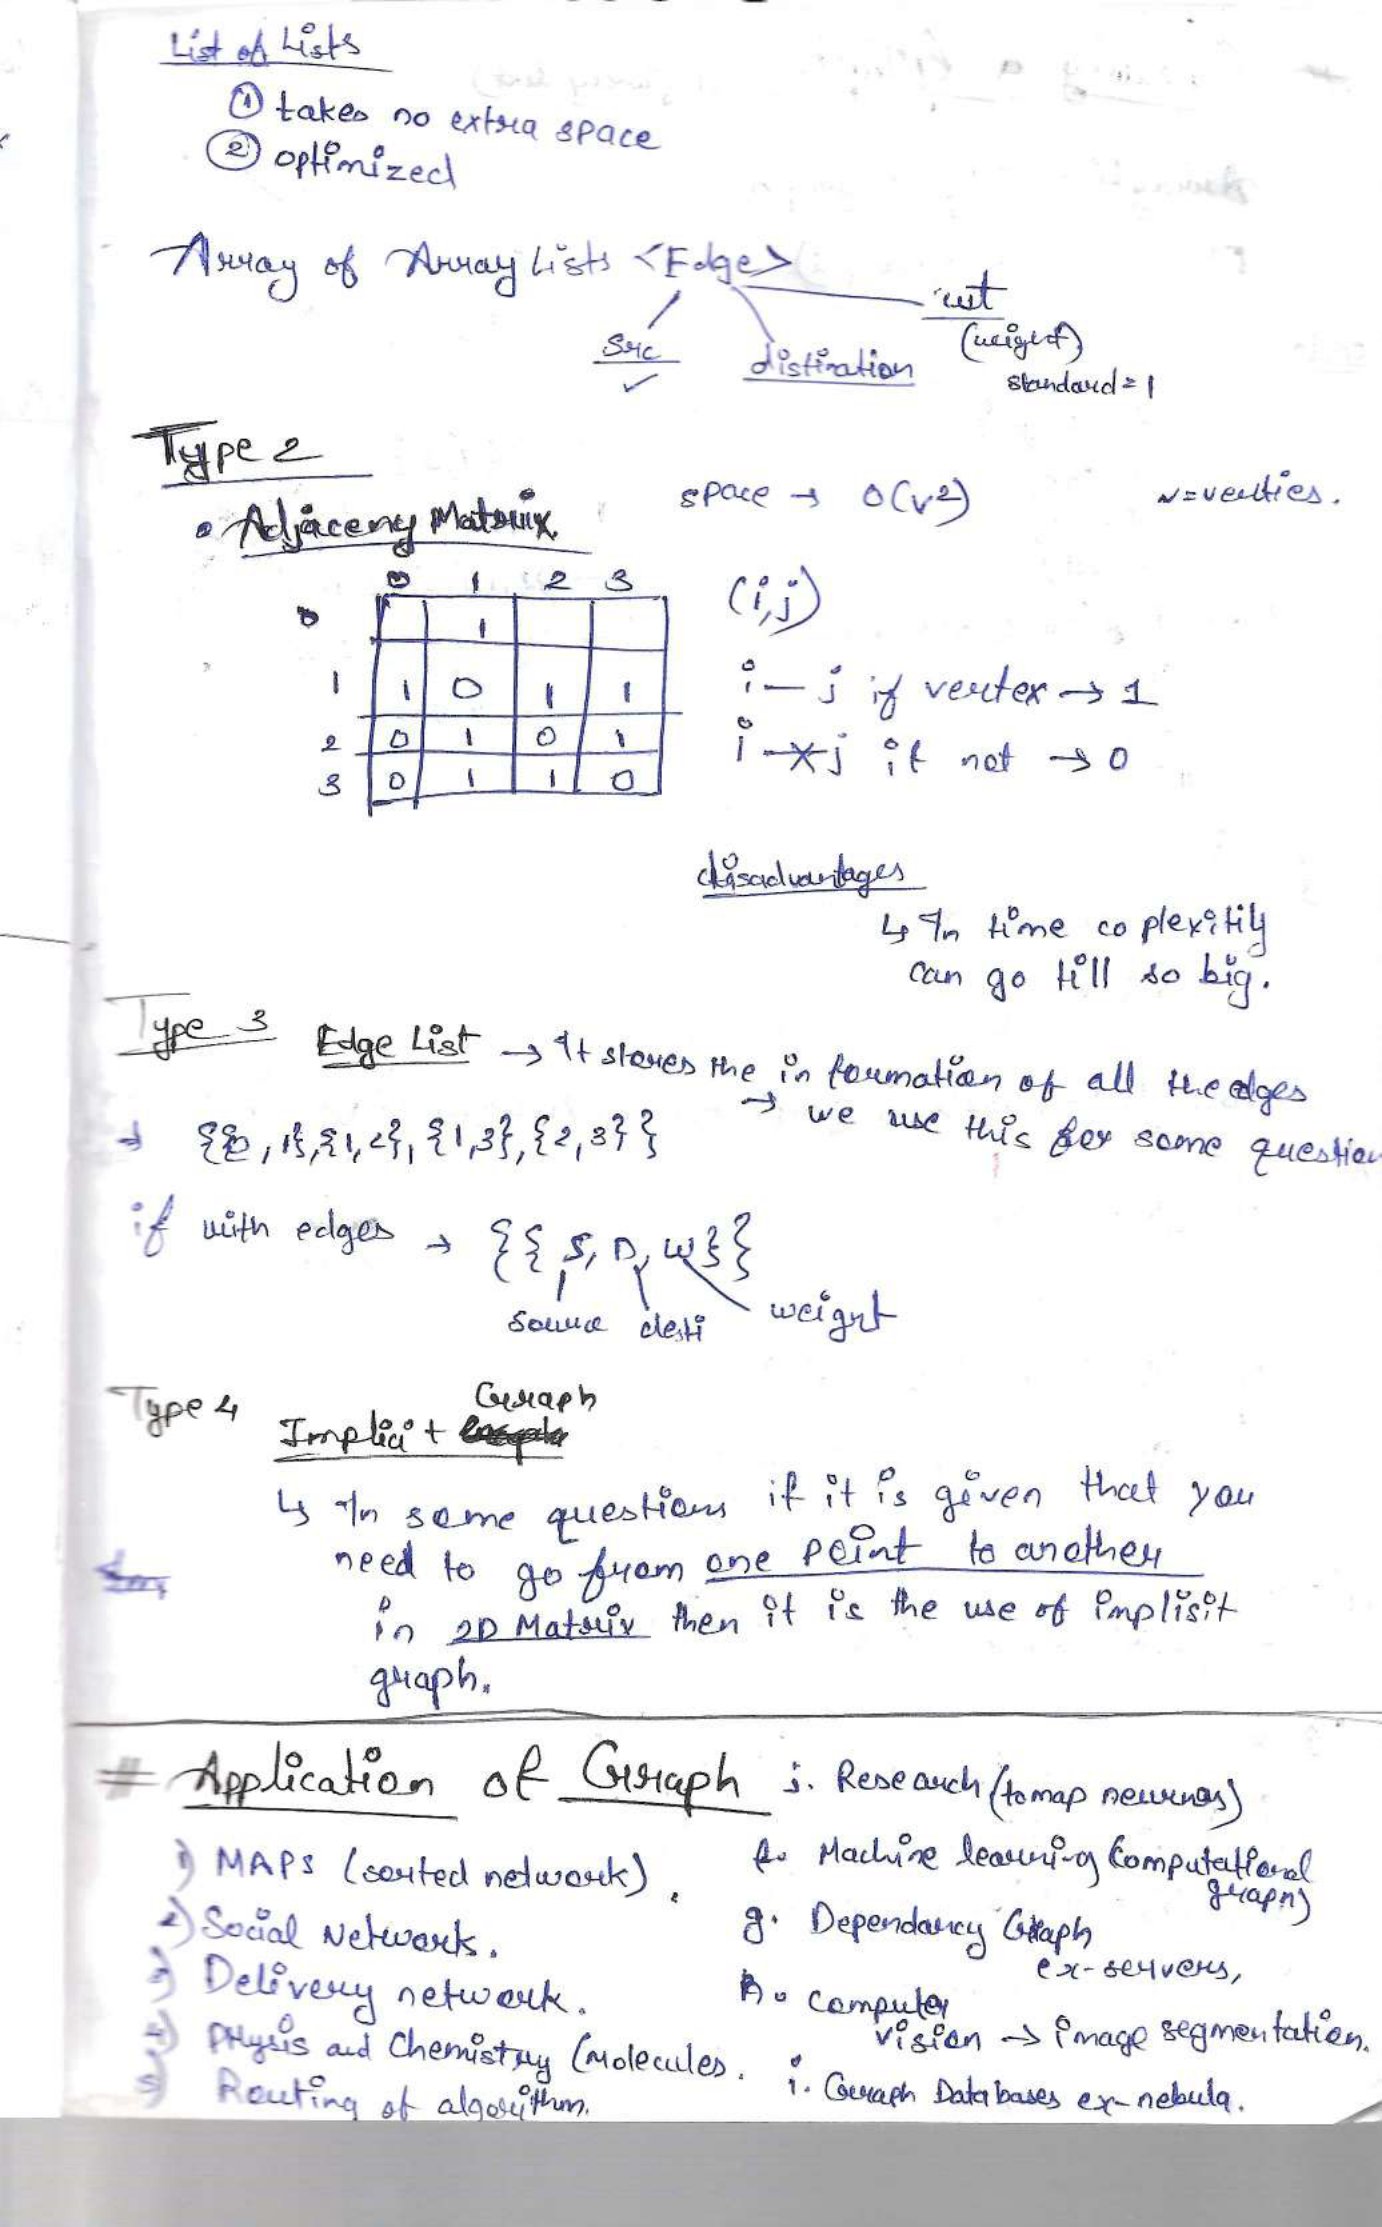 List of Lists
① takes no extra space
② optimized
Array of Array Lists <Edge>
src
distination
wt
(weight)
standard = 1
Type 2
• Adjaceny Matrix
space → O(v²)
v = verties.
0 1 2 3
0 1
1 1 0 1 1
2 0 1 0 1
3 0 1 1 0
(i,j)
i — j if vertex → 1
i -x j if not → 0
disadvantages
↳ In time coplexitiy
can go till so big.
Type 3 Edge List → It stores the in formation of all the edges
→ we use this for some question
→ {{0, 1},{1, 2}, {1,3}, {2, 3}}
if with edges → {{ S, D, W}}
source desti weight
Type 4
Implicit Graph
↳ In some questions if it is given that you
need to go from one point to another
in 2D Matrix then it is the use of implisit
graph.
# Application of Graph
j. Research (to map neurnos)
1) MAPS (sorted network).
2) Social Network.
3) Delivery network.
4) PHysis and Chemistry (Molecules.
5) Routing of algorithm.
f. Machine learning (computational
graph)
g. Dependancy Graph
ex-servers,
h. computer
vision → image segmentation.
i. Graph Databases ex-nebula.